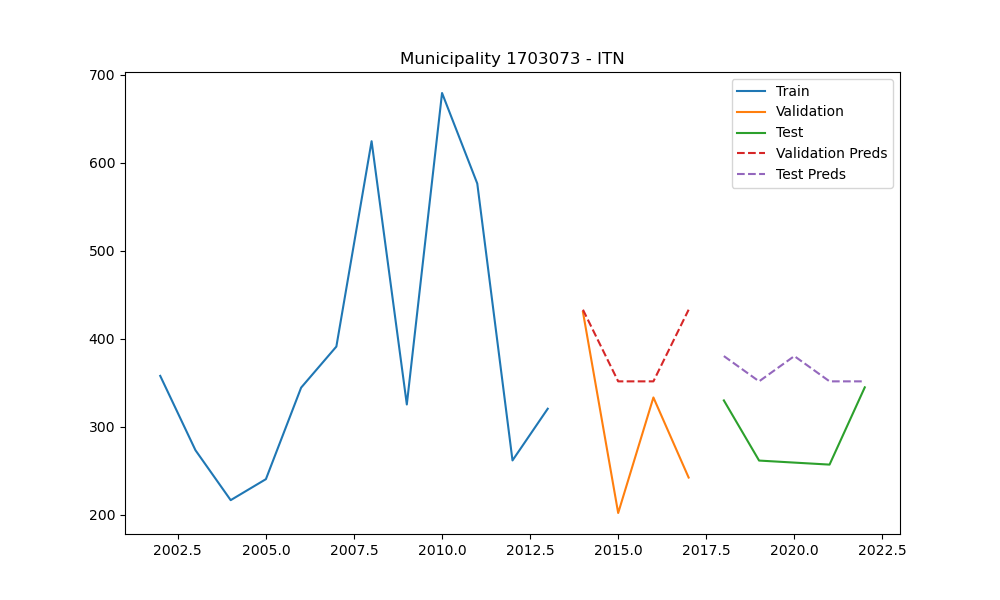 Municipality 1703073 - ITN
700
600
500
400
300
200
Train
Validation
Test
Validation Preds
Test Preds
2002.5 2005.0 2007.5 2010.0 2012.5 2015.0 2017.5 2020.0 2022.5